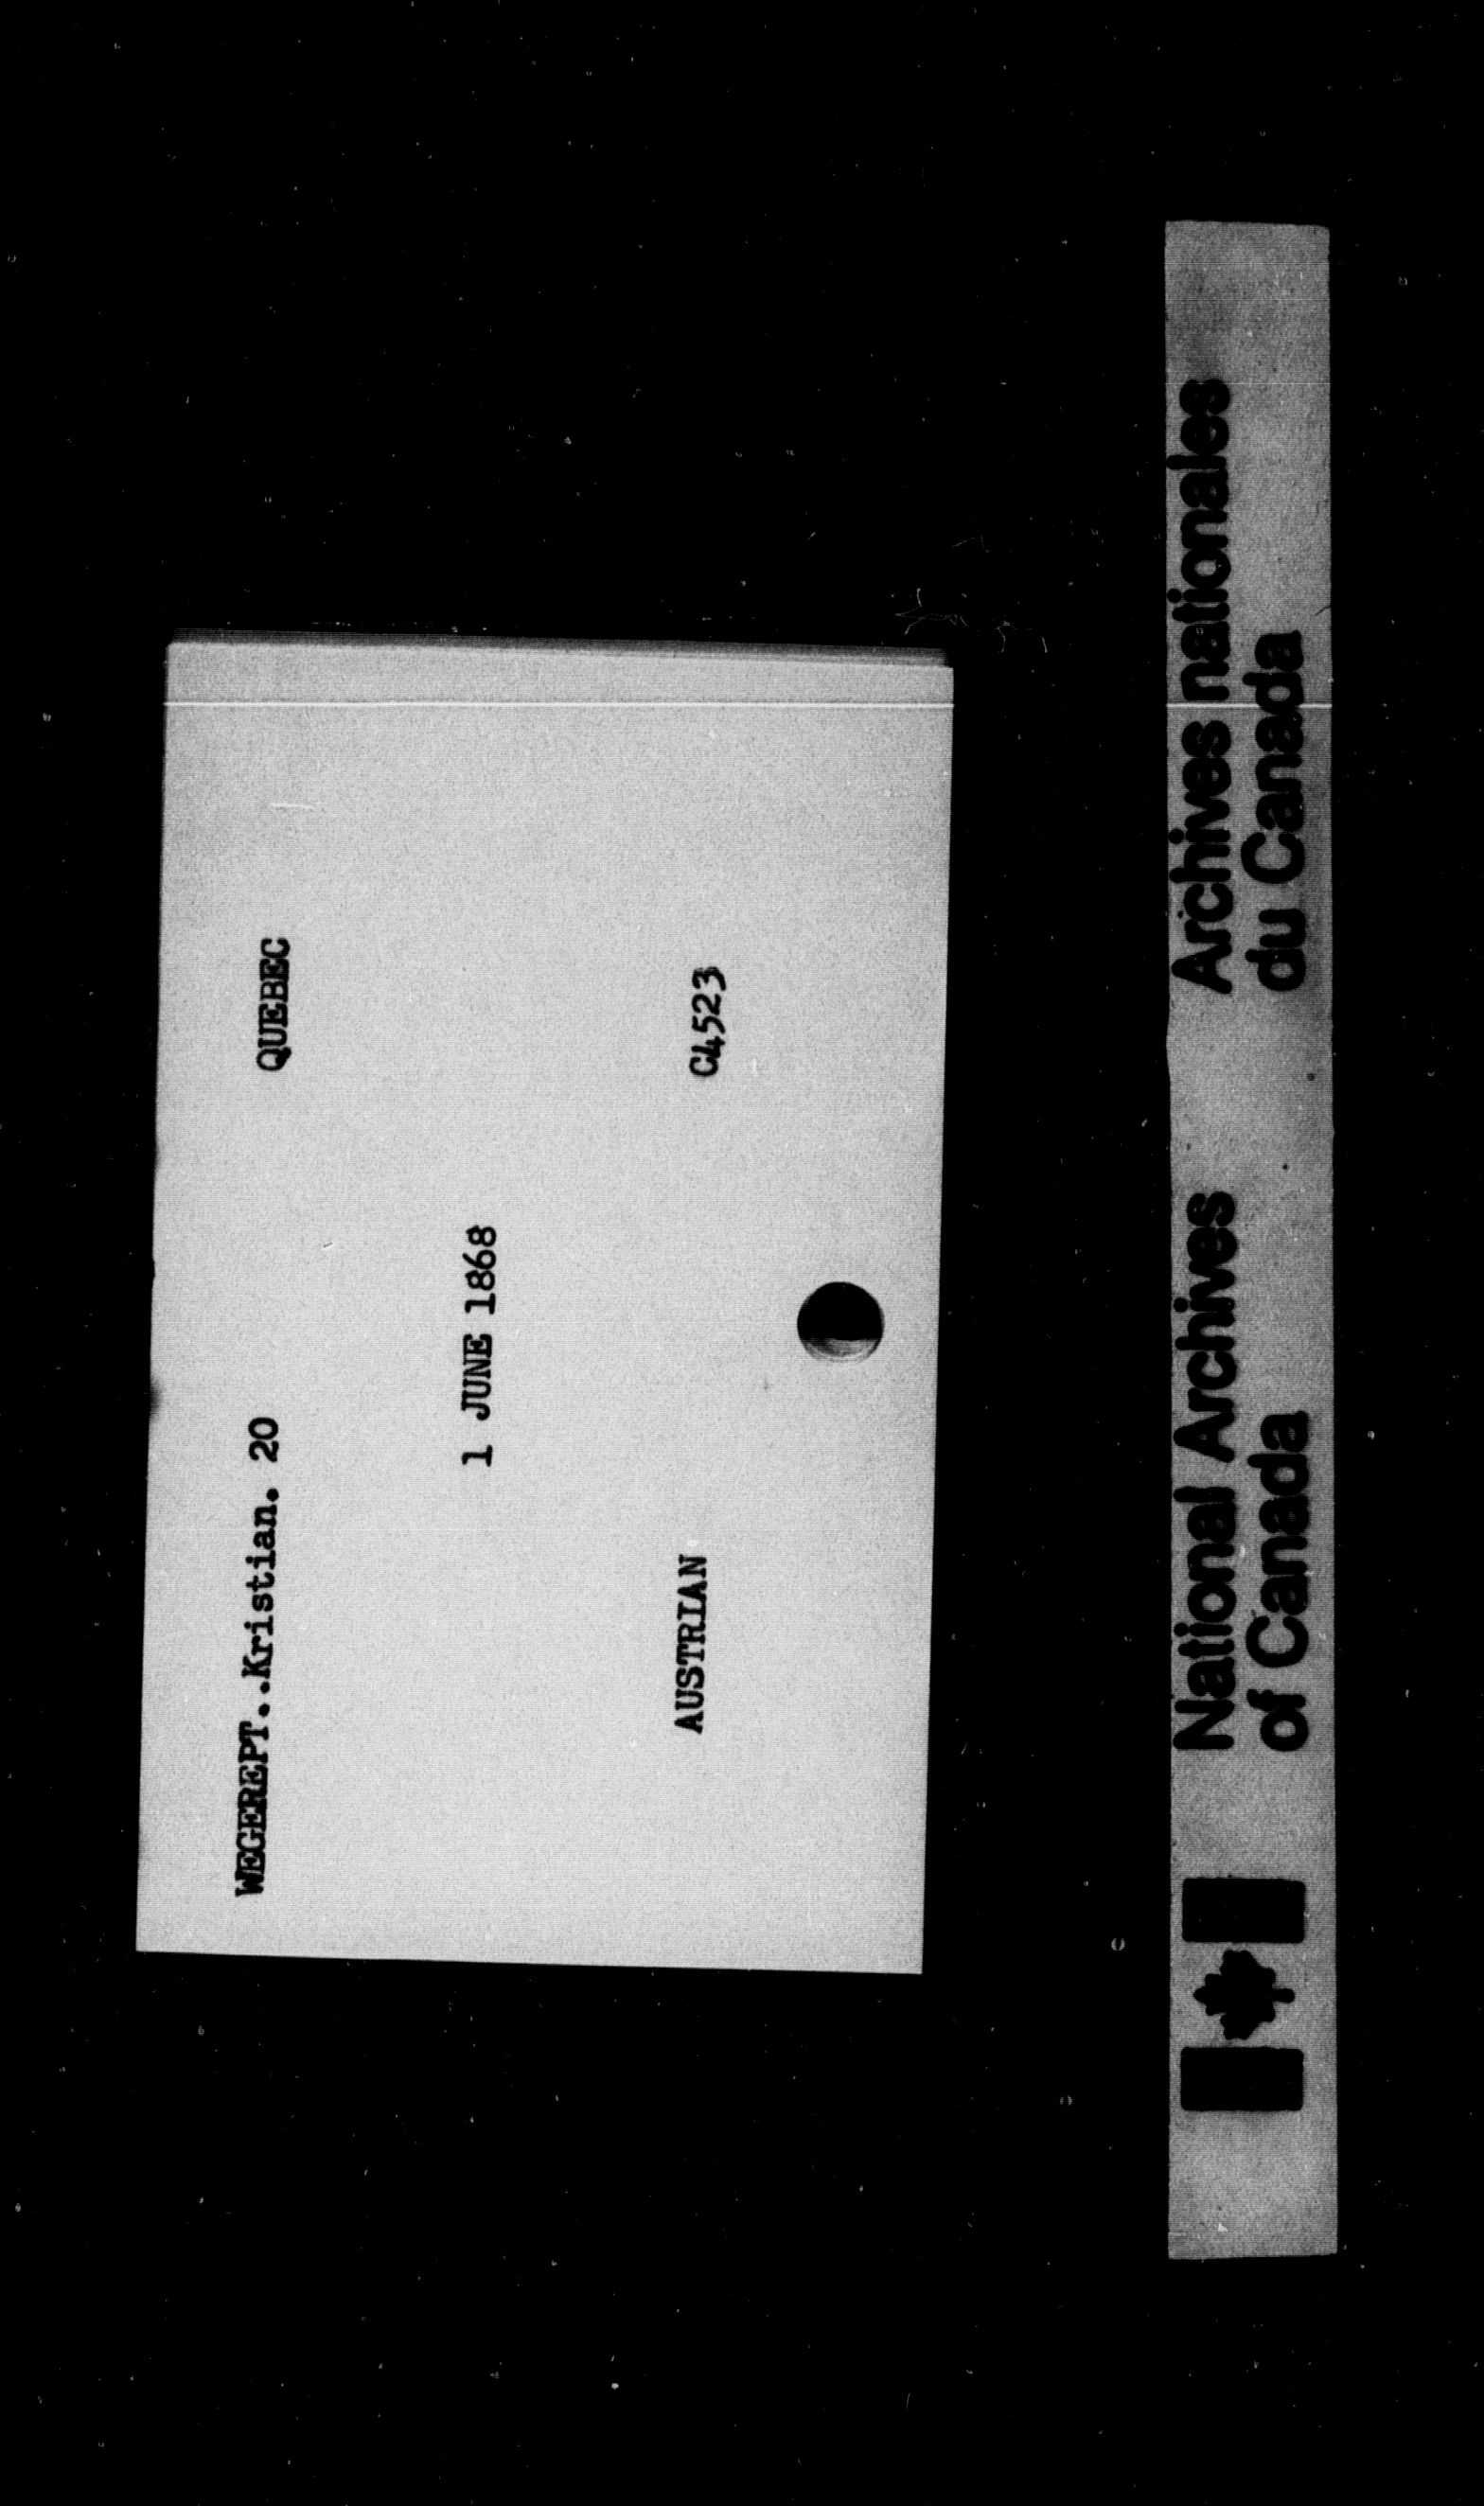 WEGEREPT..Kristian. 20 QUEBEC
1 JUNE 1868
AUSTRIAN C4523
National Archives
of Canada
Archives nationales
du Canada